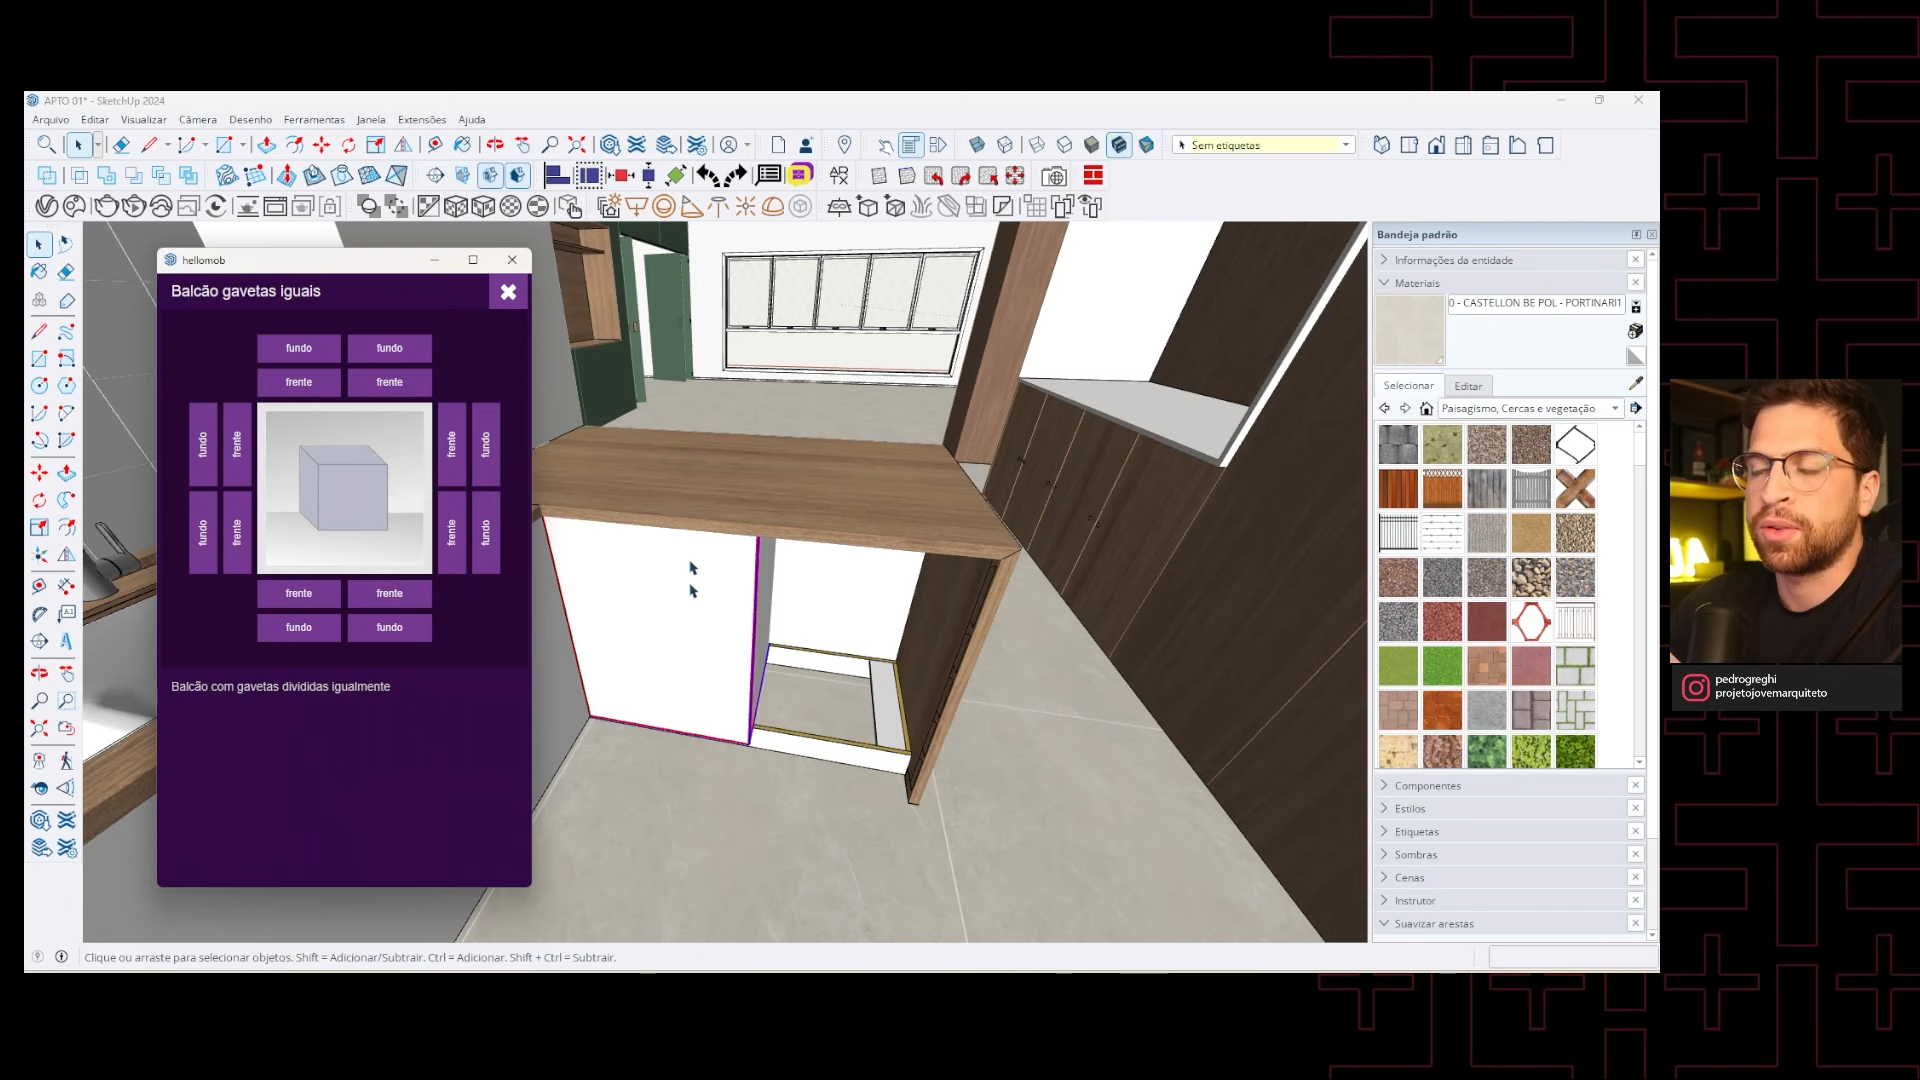 APTO 01* - SketchUp 2024
Arquivo Editar Visualizar Câmera Desenho Ferramentas Janela Extensões Ajuda
Sem etiquetas
AR
hellomob
Balcão gavetas iguais
fundo fundo
frente frente
fundo frente frente fundo
fundo frente frente fundo
frente frente
fundo fundo
Balcão com gavetas divididas igualmente
Bandeja padrão
Informações da entidade
Materiais
0 - CASTELLON BE POL - PORTINARI1
Selecionar Editar
Paisagismo, Cercas e vegetação
Componentes
Estilos
Etiquetas
Sombras
Cenas
Instrutor
Suavizar arestas
Clique ou arraste para selecionar objetos. Shift = Adicionar/Subtrair. Ctrl = Adicionar. Shift + Ctrl = Subtrair.
pedrogreghi
projetojovemarquiteto